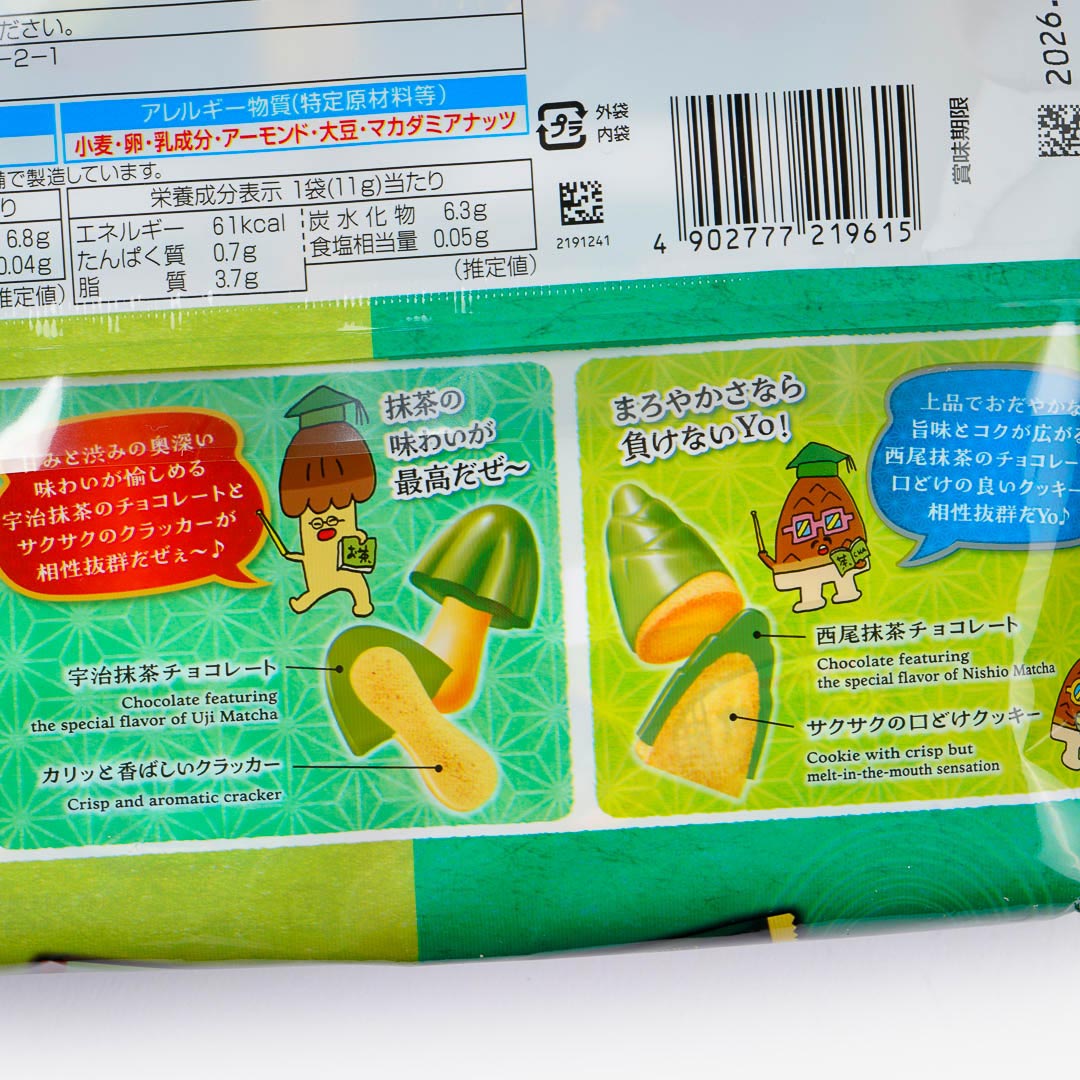 ださい。
-2-1
アレルギー物質(特定原材料等)
小麦・卵・乳成分・アーモンド・大豆・マカダミアナッツ
で製造しています。
り
6.8g
0.04g
推定値)
栄養成分表示 1袋(11g)当たり
エネルギー 61kcal
たんぱく質 0.7g
脂質 3.7g
炭水化物 6.3g
食塩相当量 0.05g
(推定値)
プラ
外袋
内袋
2191241
4 902777 219615
賞味期限
2026.
みと渋みの奥深い
味わいが愉しめる
宇治抹茶のチョコレートと
サクサクのクラッカーが
相性抜群だぜぇ〜♪
抹茶の
味わいが
最高だぜ〜
お茶
宇治抹茶チョコレート
Chocolate featuring
the special flavor of Uji Matcha
カリッと香ばしいクラッカー
Crisp and aromatic cracker
まろやかさなら
負けないYo!
茶
CHA
上品でおだやかな
旨味とコクが広がる
西尾抹茶のチョコレー
口どけの良いクッキー
相性抜群だYo♪
西尾抹茶チョコレート
Chocolate featuring
the special flavor of Nishio Matcha
サクサクの口どけクッキー
Cookie with crisp but
melt-in-the-mouth sensation